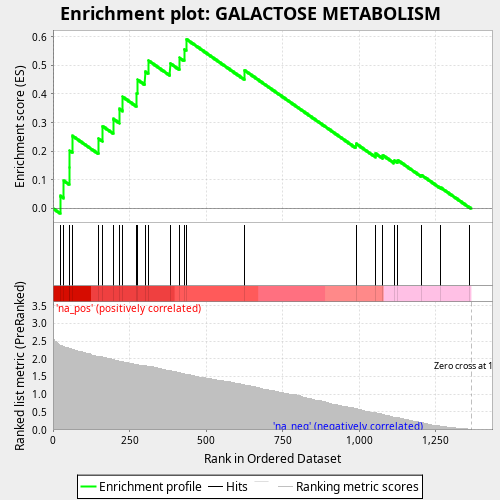 Enrichment plot: GALACTOSE METABOLISM
Enrichment score (ES)
0.6
0.5
0.4
0.3
0.2
0.1
0.0
'na_pos' (positively correlated)
Ranked list metric (PreRanked)
3.5
3.0
2.5
2.0
1.5
1.0
0.5
0.0
Zero cross at 1
'na_neg' (negatively correlated)
0 250 500 750 1,000 1,250
Rank in Ordered Dataset
Enrichment profile Hits Ranking metric scores